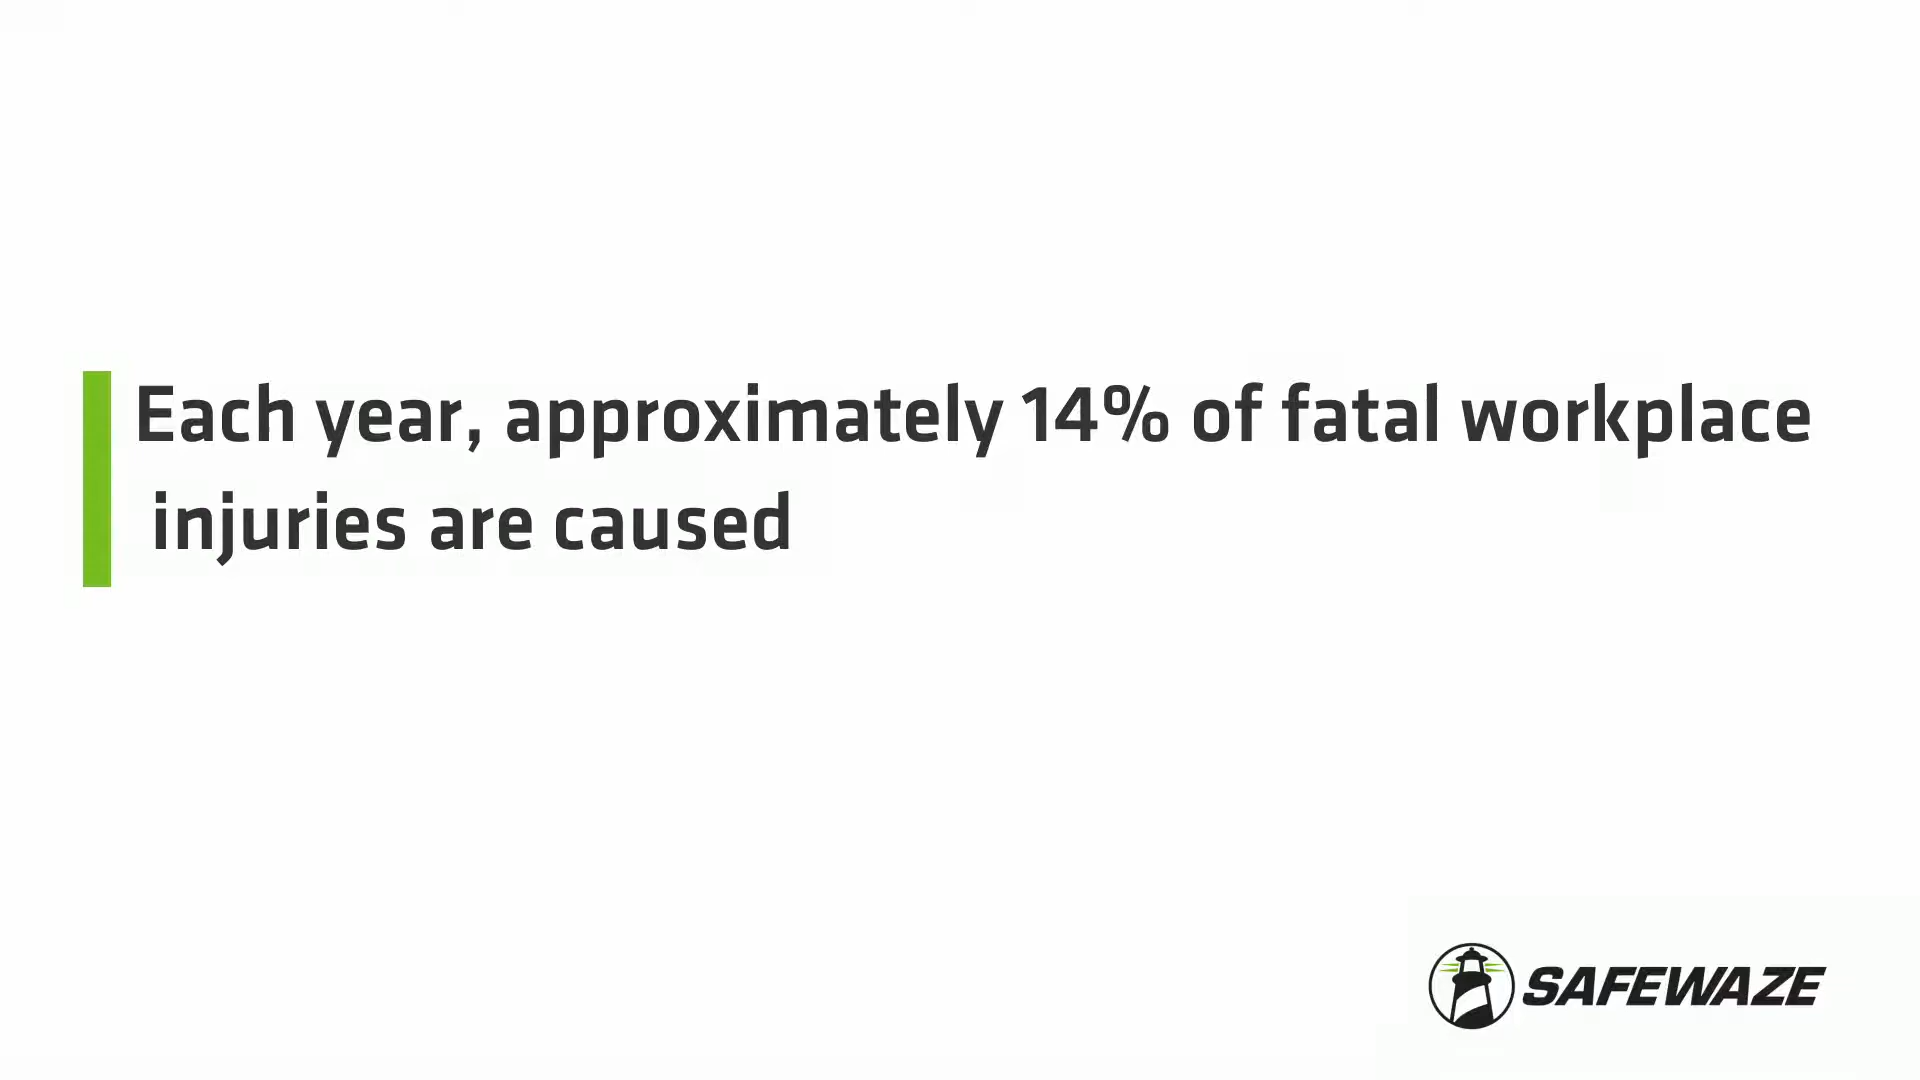 Each year, approximately 14% of fatal workplace
injuries are caused
SAFEWAZE